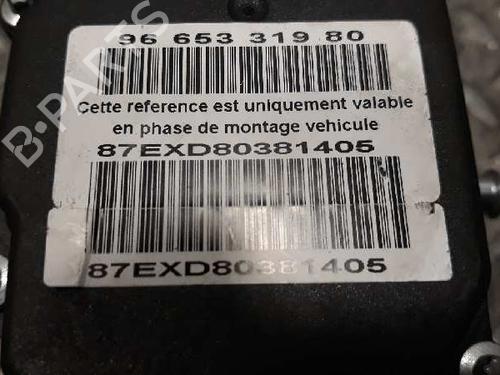 96 653 319 80
Cette reference est uniquement valable
en phase de montage vehicule
87EXD80381405
87EXD80381405
B-PARTS